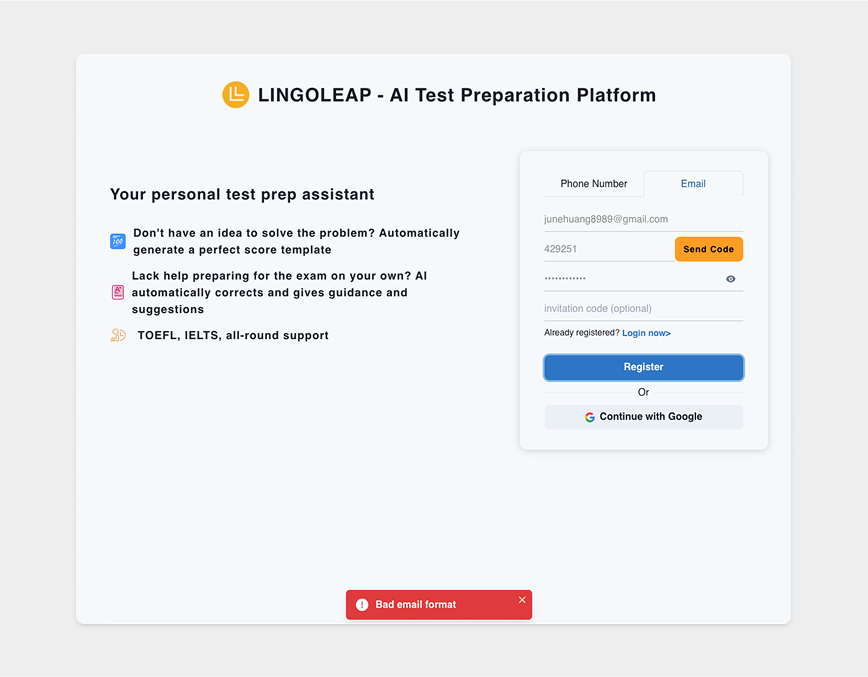 LINGOLEAP - AI Test Preparation Platform
Your personal test prep assistant
Don't have an idea to solve the problem? Automatically
generate a perfect score template
Lack help preparing for the exam on your own? AI
automatically corrects and gives guidance and
suggestions
TOEFL, IELTS, all-round support
Phone Number
Email
junehuang8989@gmail.com
429251
Send Code
••••••••••••
invitation code (optional)
Already registered? Login now>
Register
Or
Continue with Google
Bad email format